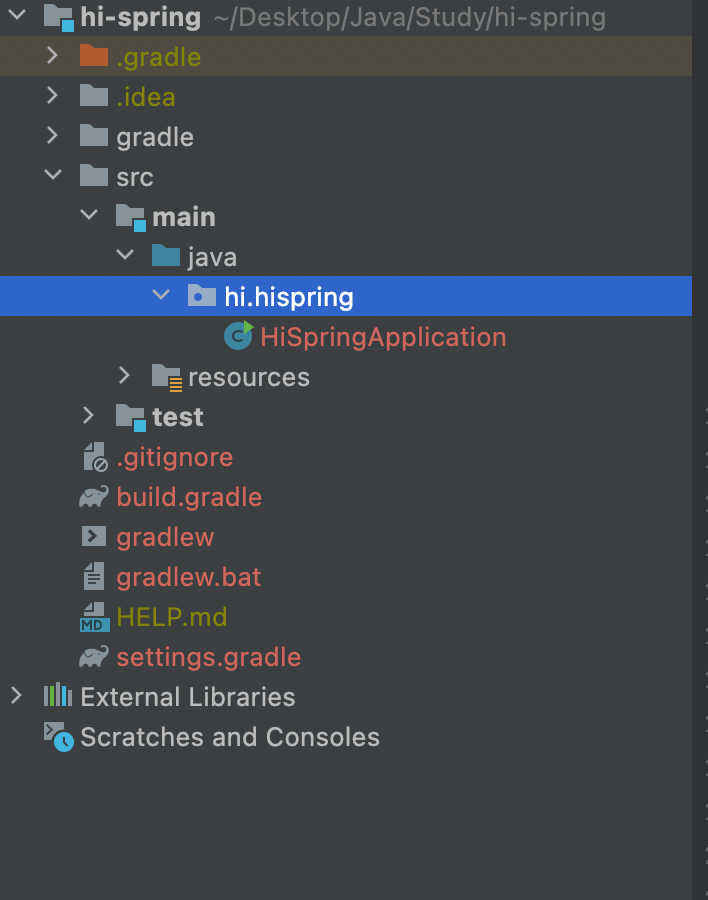 hi-spring ~/Desktop/Java/Study/hi-spring
.gradle
.idea
gradle
src
main
java
hi.hispring
C HiSpringApplication
resources
test
.gitignore
build.gradle
gradlew
gradlew.bat
MD HELP.md
settings.gradle
External Libraries
Scratches and Consoles